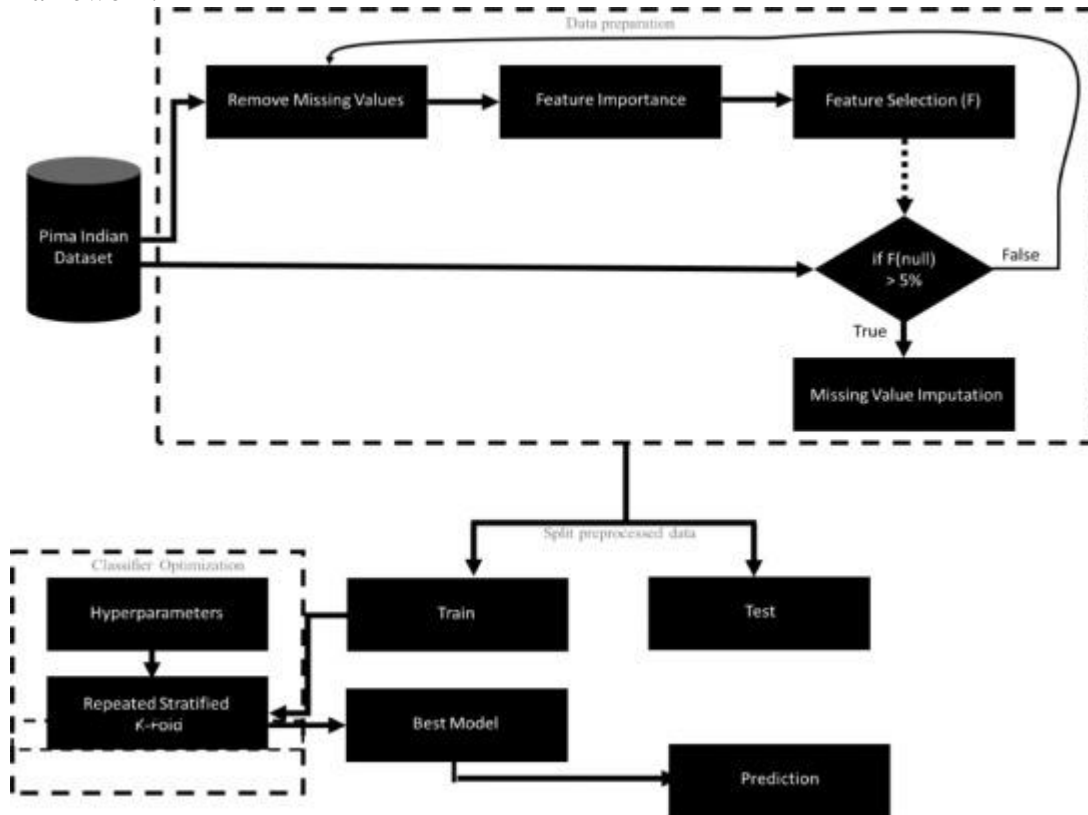 Data preparation
Remove Missing Values
Feature Importance
Feature Selection (F)
Pima Indian
Dataset
if F(null)
> 5%
False
True
Missing Value Imputation
Split preprocessed data
Classifier Optimization
Hyperparameters
Train
Test
Repeated Stratified
K-Fold
Best Model
Prediction